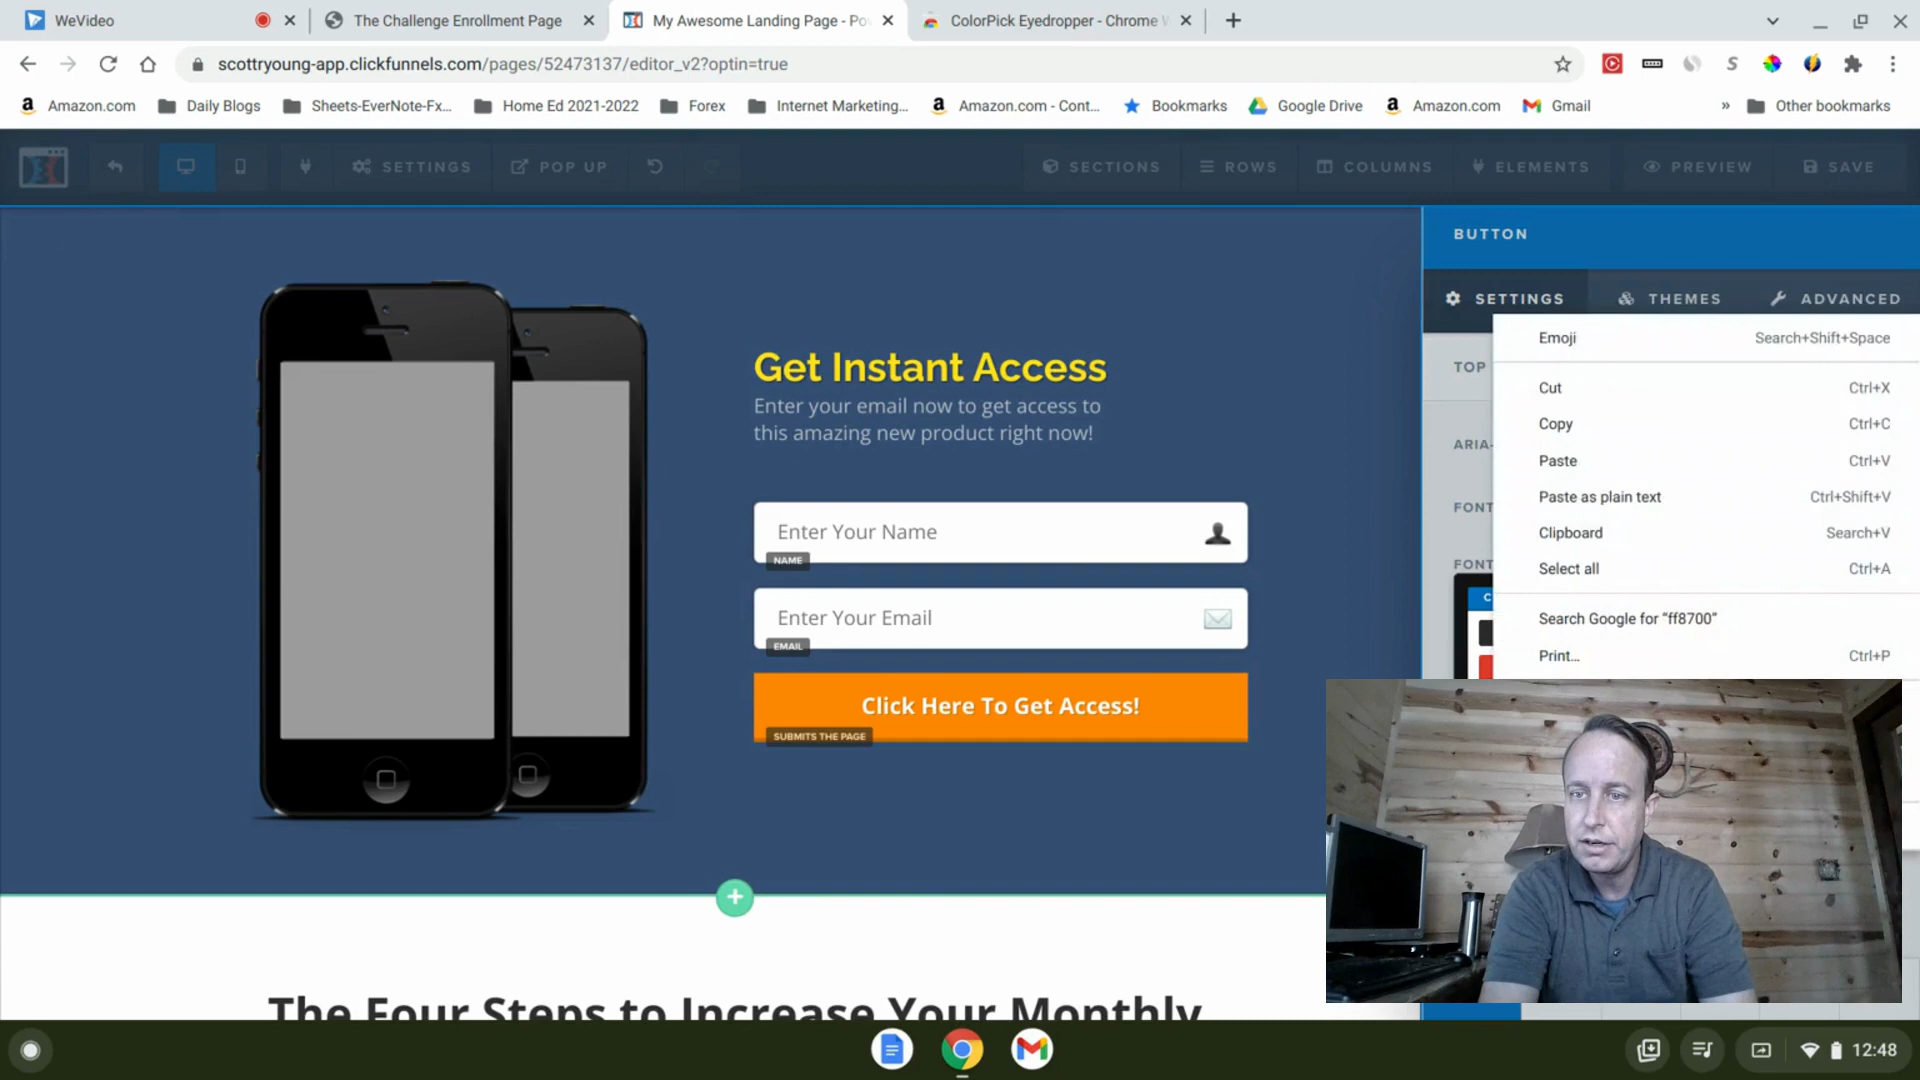 WeVideo
The Challenge Enrollment Page
My Awesome Landing Page - Po
ColorPick Eyedropper - Chrome
scottryoung-app.clickfunnels.com/pages/52473137/editor_v2?optin=true
Amazon.com
Daily Blogs
Sheets-EverNote-Fx...
Home Ed 2021-2022
Forex
Internet Marketing...
Amazon.com - Cont...
Bookmarks
Google Drive
Amazon.com
Gmail
»
Other bookmarks
SETTINGS
POP UP
SECTIONS
ROWS
COLUMNS
ELEMENTS
PREVIEW
SAVE
BUTTON
SETTINGS
THEMES
ADVANCED
TOP
ARIA-
FONT
FONT
Emoji Search+Shift+Space
Cut Ctrl+X
Copy Ctrl+C
Paste Ctrl+V
Paste as plain text Ctrl+Shift+V
Clipboard Search+V
Select all Ctrl+A
Search Google for “ff8700”
Print... Ctrl+P
Get Instant Access
Enter your email now to get access to
this amazing new product right now!
Enter Your Name
NAME
Enter Your Email
EMAIL
Click Here To Get Access!
SUBMITS THE PAGE
The Four Steps to Increase Your Monthly
12:48